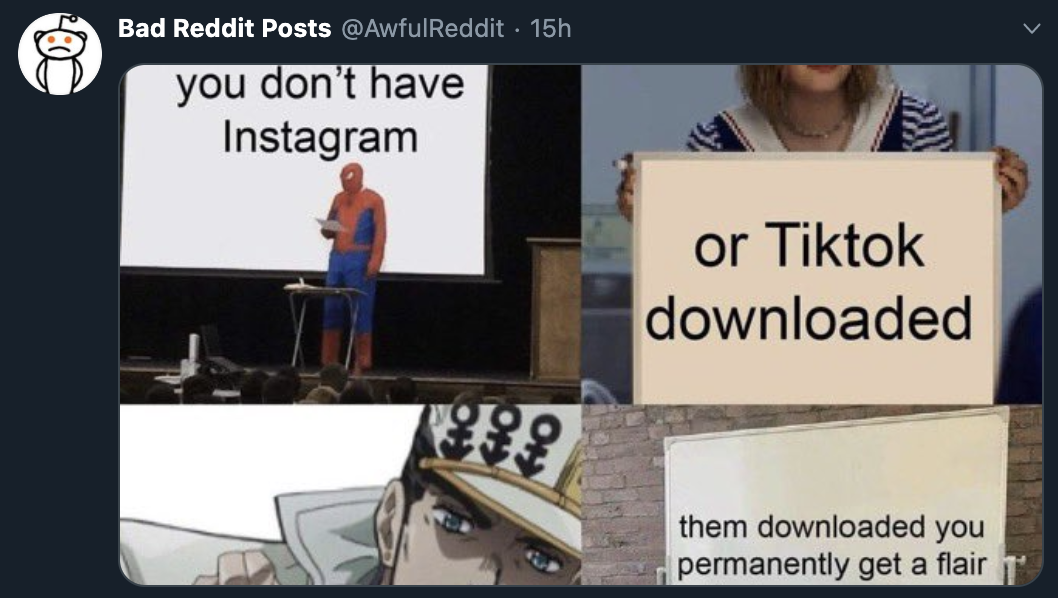 Bad Reddit Posts @AwfulReddit · 15h
you don't have
Instagram
or Tiktok
downloaded
them downloaded you
permanently get a flair